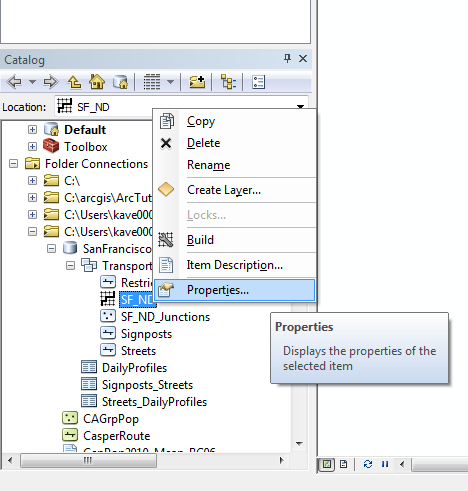 Catalog
Location: SF_ND
Default
Toolbox
Folder Connections
C:\
C:\arcgis\ArcTut
C:\Users\kave000
C:\Users\kave000
SanFrancisco
Transport
Restric
SF_ND
SF_ND_Junctions
Signposts
Streets
DailyProfiles
Signposts_Streets
Streets_DailyProfiles
CAGrpPop
CasperRoute
Copy
Delete
Rename
Create Layer...
Locks...
Build
Item Description...
Properties...
Properties
Displays the properties of the
selected item